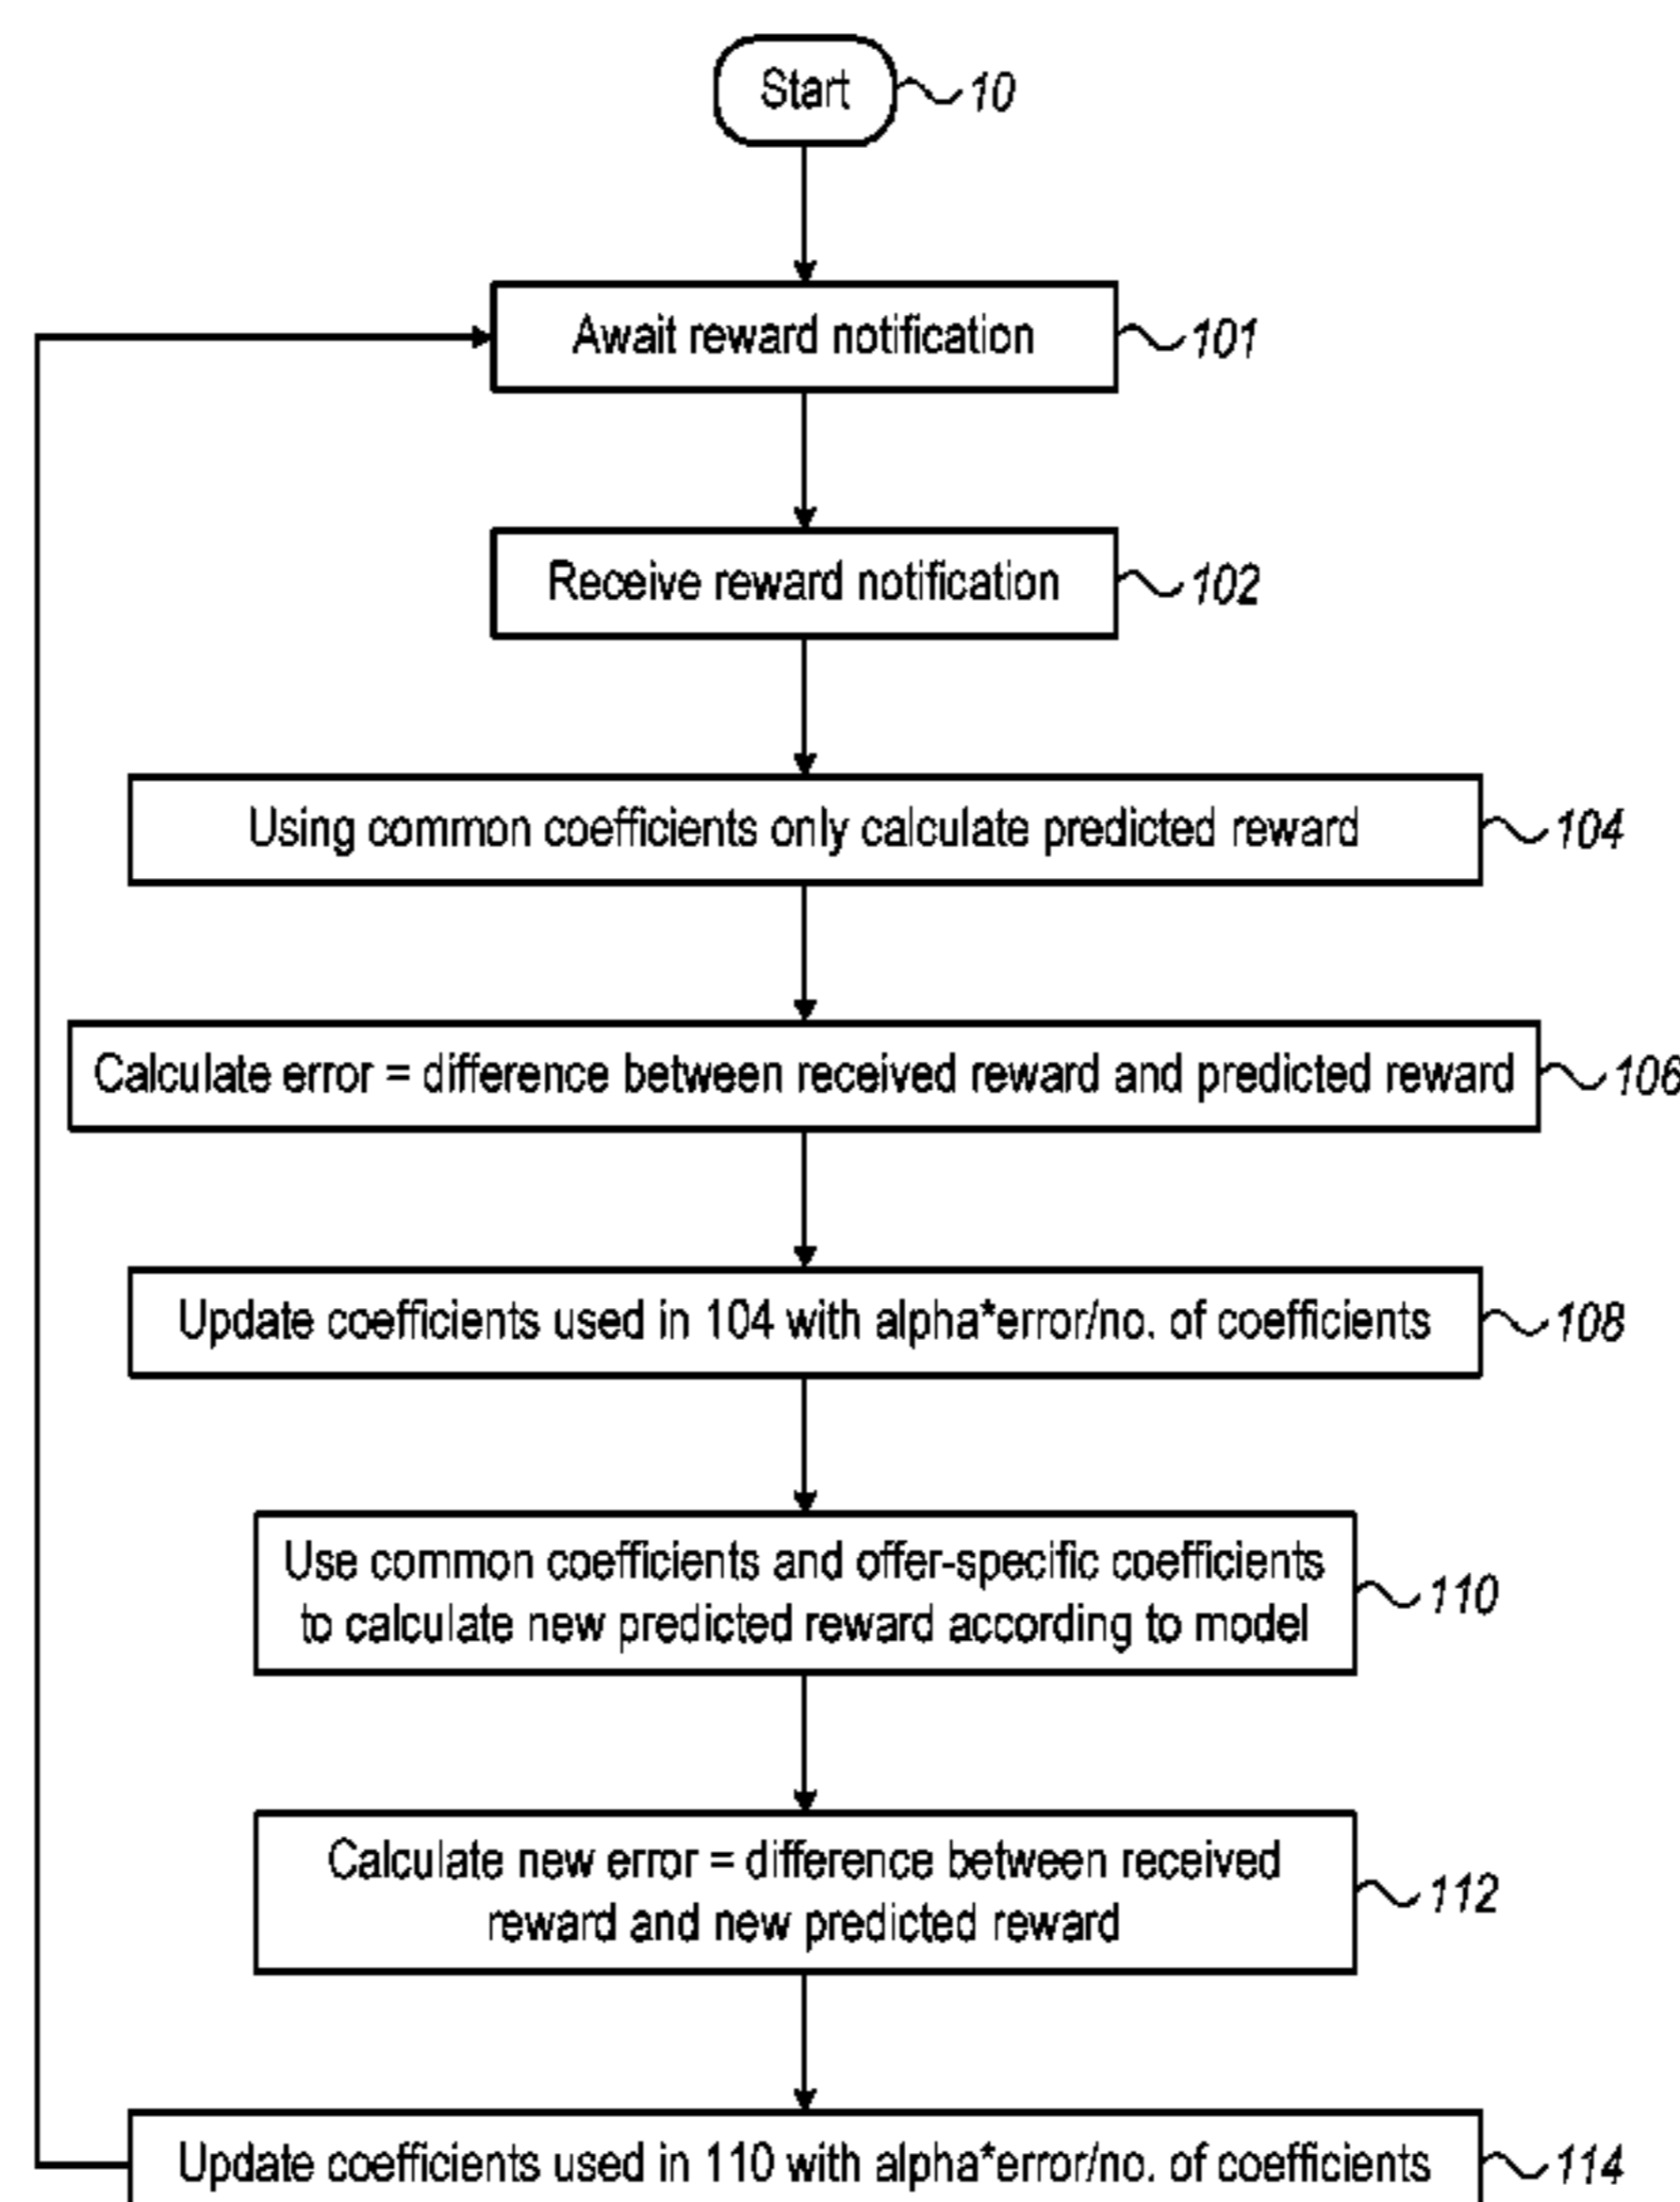 Start
10
Await reward notification
101
Receive reward notification
102
Using common coefficients only calculate predicted reward
104
Calculate error = difference between received reward and predicted reward
106
Update coefficients used in 104 with alpha*error/no. of coefficients
108
Use common coefficients and offer-specific coefficients
to calculate new predicted reward according to model
110
Calculate new error = difference between received
reward and new predicted reward
112
Update coefficients used in 110 with alpha*error/no. of coefficients
114